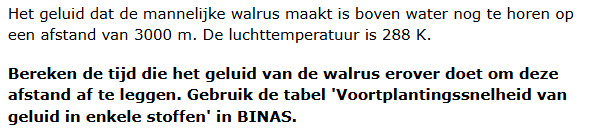 Het geluid dat de mannelijke walrus maakt is boven water nog te horen op
een afstand van 3000 m. De luchttemperatuur is 288 K.
Bereken de tijd die het geluid van de walrus erover doet om deze
afstand af te leggen. Gebruik de tabel 'Voortplantingssnelheid van
geluid in enkele stoffen' in BINAS.